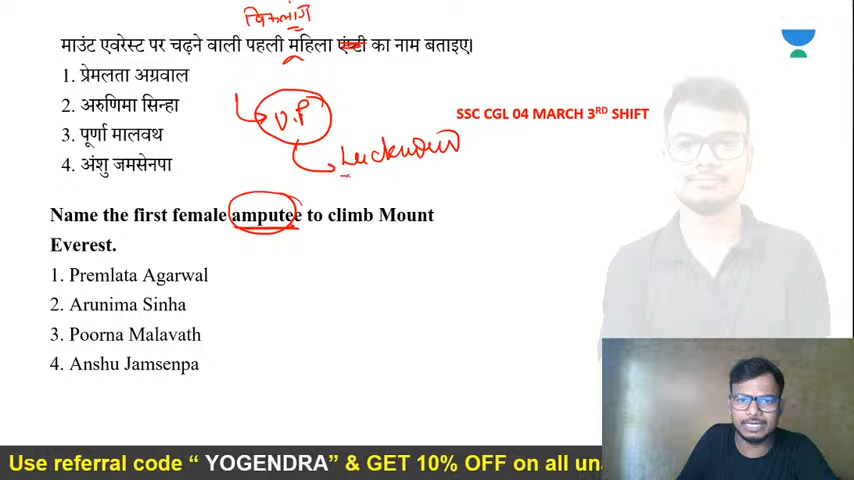 विकलांग
माउंट एवरेस्ट पर चढ़ने वाली पहली महिला एंप्टी का नाम बताइए।
1. प्रेमलता अग्रवाल
2. अरुणिमा सिन्हा
U.P
SSC CGL 04 MARCH 3RD SHIFT
3. पूर्णा मालवथ
Lucknow
4. अंशु जमसेनपा
Name the first female amputee to climb Mount
Everest.
1. Premlata Agarwal
2. Arunima Sinha
3. Poorna Malavath
4. Anshu Jamsenpa
Use referral code “ YOGENDRA” & GET 10% OFF on all una